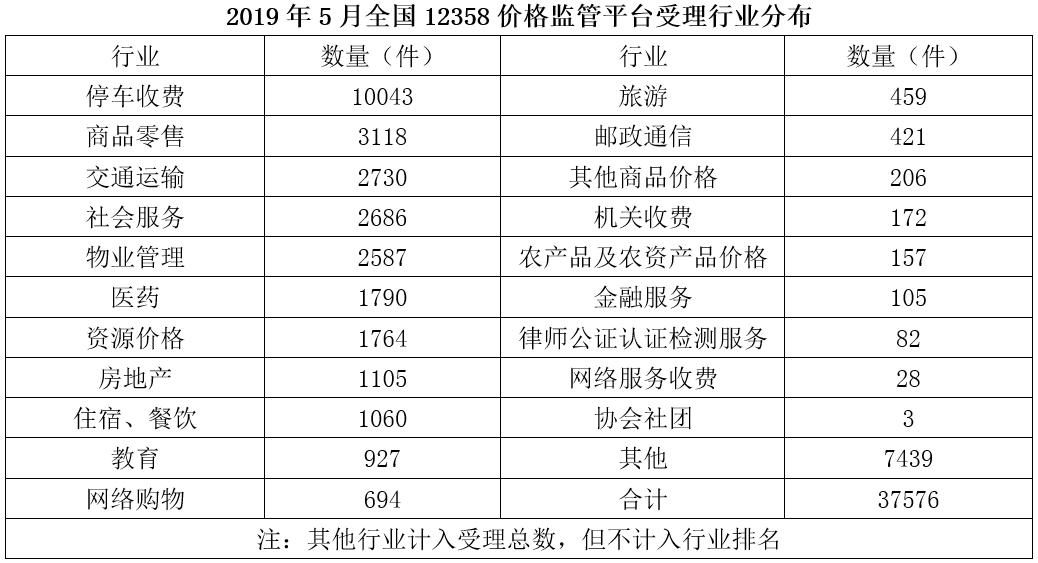 2019 年 5 月全国 12358 价格监管平台受理行业分布
行业 数量（件） 行业 数量（件）
停车收费 10043 旅游 459
商品零售 3118 邮政通信 421
交通运输 2730 其他商品价格 206
社会服务 2686 机关收费 172
物业管理 2587 农产品及农资产品价格 157
医药 1790 金融服务 105
资源价格 1764 律师公证认证检测服务 82
房地产 1105 网络服务收费 28
住宿、餐饮 1060 协会社团 3
教育 927 其他 7439
网络购物 694 合计 37576
注：其他行业计入受理总数，但不计入行业排名